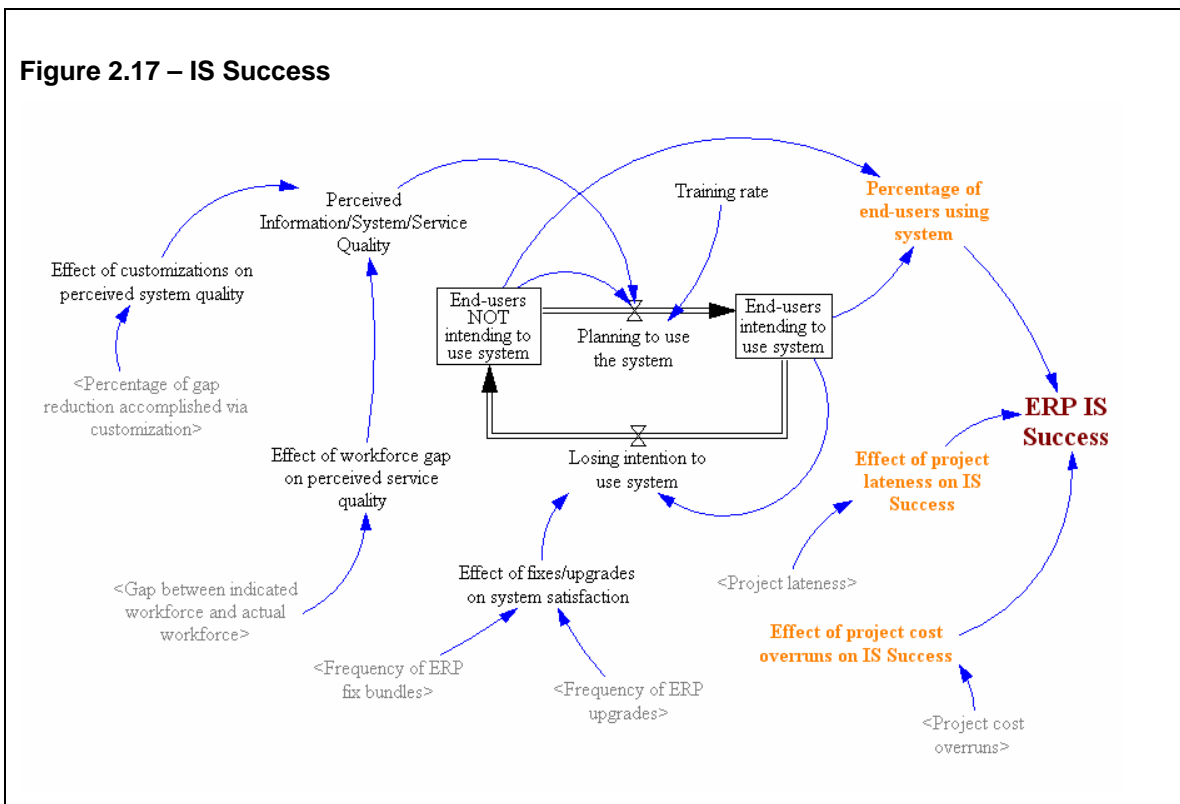 Figure 2.17 – IS Success
Perceived
Information/System/Service
Quality
Training rate
Percentage of
end-users using
system
Effect of customizations on
perceived system quality
End-users
NOT
intending to
use system
Planning to use
the system
End-users
intending to
use system
<Percentage of gap
reduction accomplished via
customization>
ERP IS
Success
Effect of workforce gap
on perceived service
quality
Losing intention to
use system
Effect of project
lateness on IS
Success
<Gap between indicated
workforce and actual
workforce>
Effect of fixes/upgrades
on system satisfaction
<Project lateness>
Effect of project cost
overruns on IS Success
<Frequency of ERP
fix bundles>
<Frequency of ERP
upgrades>
<Project cost
overruns>